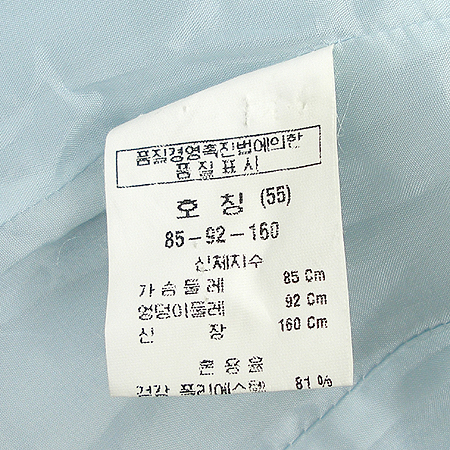 품질경영촉진법에의한
품질표시
호칭 (55)
85-92-160
신체치수
가슴둘레 85 Cm
엉덩이둘레 92 Cm
신장 160 Cm
혼용율
겉감 폴리에스텔 81 %